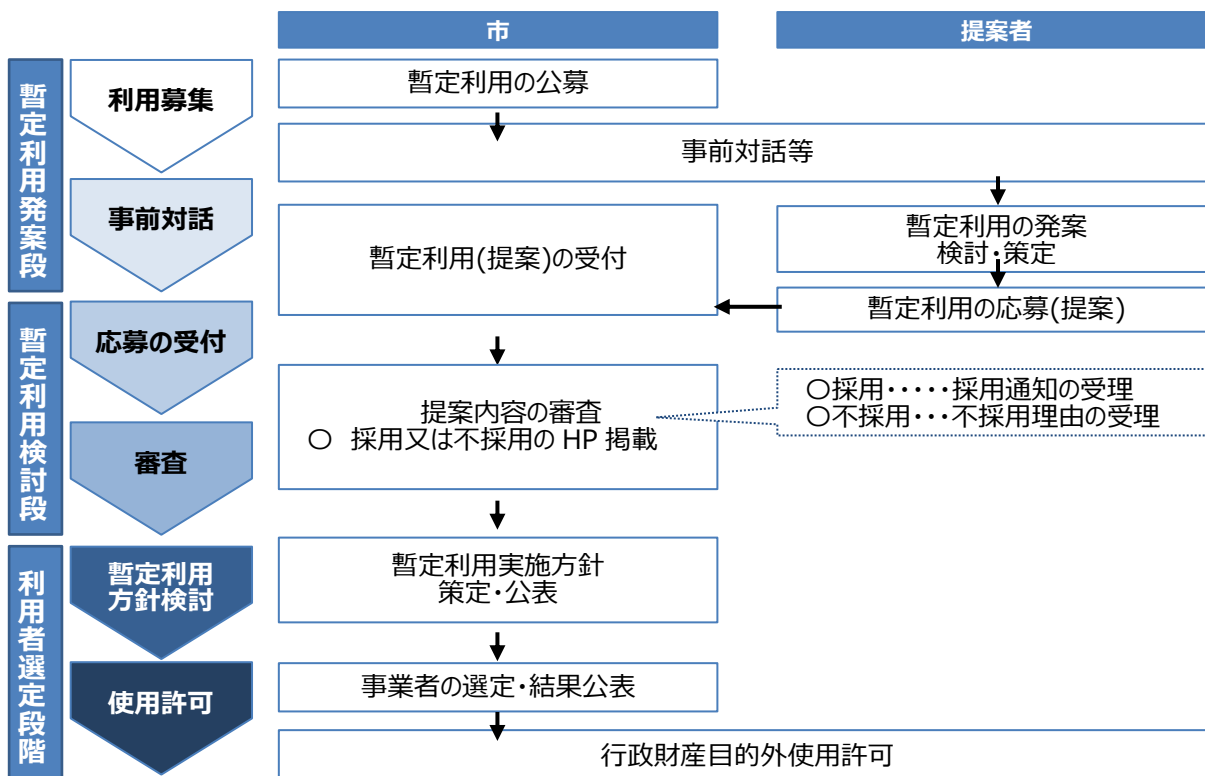 市
提案者
暫定利用発案段
利用募集
暫定利用の公募
事前対話等
事前対話
暫定利用(提案)の受付
暫定利用の発案
検討・策定
暫定利用の応募(提案)
暫定利用検討段
応募の受付
提案内容の審査
〇 採用又は不採用の HP 掲載
〇採用・・・・・採用通知の受理
〇不採用・・・不採用理由の受理
審査
利用者選定段階
暫定利用
方針検討
暫定利用実施方針
策定・公表
使用許可
事業者の選定・結果公表
行政財産目的外使用許可